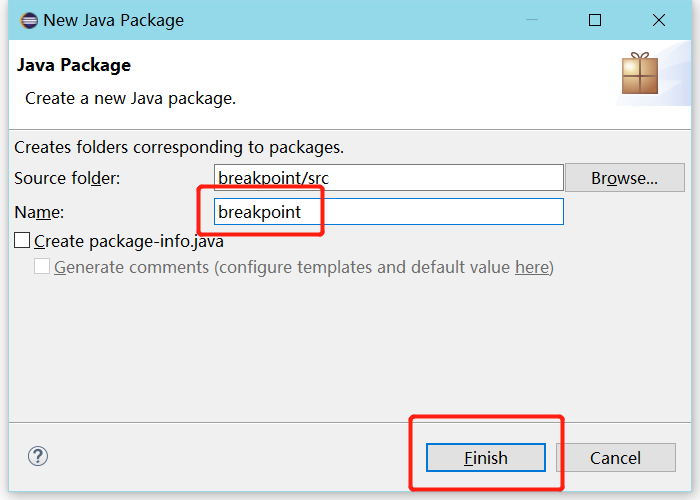 New Java Package
Java Package
Create a new Java package.
Creates folders corresponding to packages.
Source folder: breakpoint/src Browse...
Name: breakpoint
Create package-info.java
Generate comments (configure templates and default value here)
? Finish Cancel